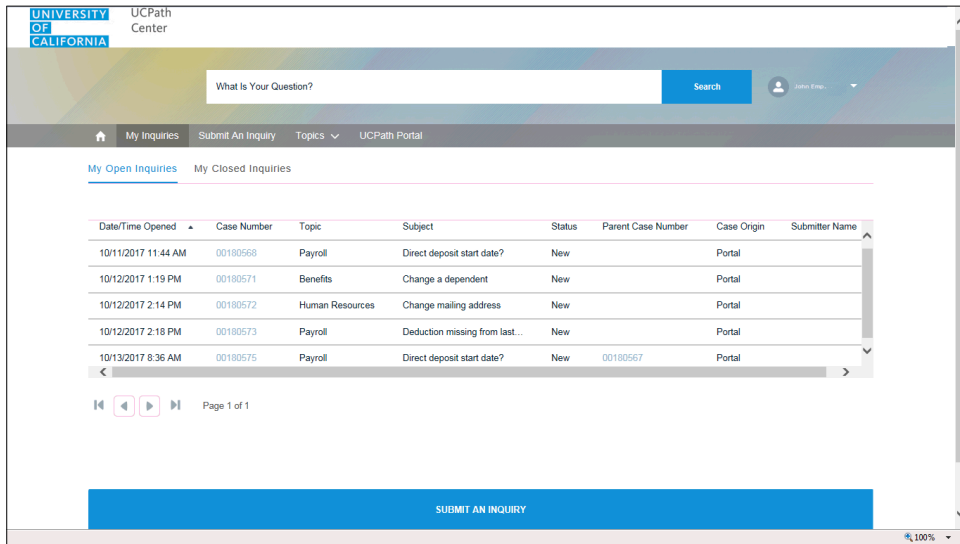 UNIVERSITY
OF
CALIFORNIA
UCPath
Center
What Is Your Question?
Search
John Emp..
My Inquiries Submit An Inquiry Topics UCPath Portal
My Open Inquiries My Closed Inquiries
Date/Time Opened Case Number Topic Subject Status Parent Case Number Case Origin Submitter Name
10/11/2017 11:44 AM 00180568 Payroll Direct deposit start date? New Portal
10/12/2017 1:19 PM 00180571 Benefits Change a dependent New Portal
10/12/2017 2:14 PM 00180572 Human Resources Change mailing address New Portal
10/12/2017 2:18 PM 00180573 Payroll Deduction missing from last... New Portal
10/13/2017 8:36 AM 00180575 Payroll Direct deposit start date? New 00180567 Portal
Page 1 of 1
SUBMIT AN INQUIRY
100%